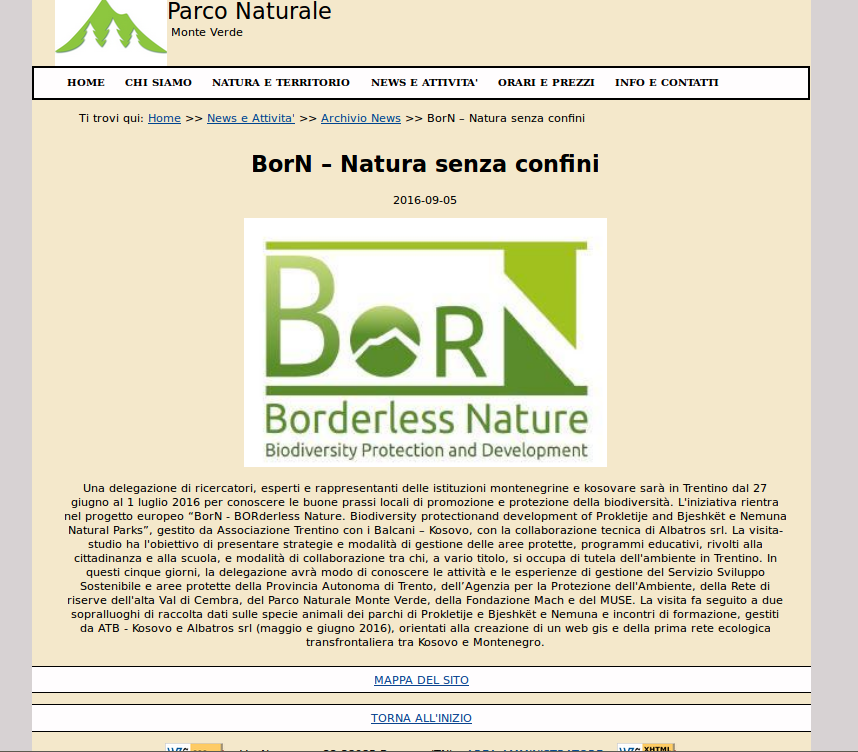 Parco Naturale
Monte Verde
HOME CHI SIAMO NATURA E TERRITORIO NEWS E ATTIVITA' ORARI E PREZZI INFO E CONTATTI
Ti trovi qui: Home >> News e Attivita' >> Archivio News >> BorN – Natura senza confini
BorN – Natura senza confini
2016-09-05
BORN
Borderless Nature
Biodiversity Protection and Development
Una delegazione di ricercatori, esperti e rappresentanti delle istituzioni montenegrine e kosovare sarà in Trentino dal 27
giugno al 1 luglio 2016 per conoscere le buone prassi locali di promozione e protezione della biodiversità. L'iniziativa rientra
nel progetto europeo “BorN - BORderless Nature. Biodiversity protectionand development of Prokletije and Bjeshkët e Nemuna
Natural Parks”, gestito da Associazione Trentino con i Balcani – Kosovo, con la collaborazione tecnica di Albatros srl. La visita-
studio ha l'obiettivo di presentare strategie e modalità di gestione delle aree protette, programmi educativi, rivolti alla
cittadinanza e alla scuola, e modalità di collaborazione tra chi, a vario titolo, si occupa di tutela dell'ambiente in Trentino. In
questi cinque giorni, la delegazione avrà modo di conoscere le attività e le esperienze di gestione del Servizio Sviluppo
Sostenibile e aree protette della Provincia Autonoma di Trento, dell’Agenzia per la Protezione dell'Ambiente, della Rete di
riserve dell'alta Val di Cembra, del Parco Naturale Monte Verde, della Fondazione Mach e del MUSE. La visita fa seguito a due
sopralluoghi di raccolta dati sulle specie animali dei parchi di Prokletije e Bjeshkët e Nemuna e incontri di formazione, gestiti
da ATB - Kosovo e Albatros srl (maggio e giugno 2016), orientati alla creazione di un web gis e della prima rete ecologica
transfrontaliera tra Kosovo e Montenegro.
MAPPA DEL SITO
TORNA ALL'INIZIO